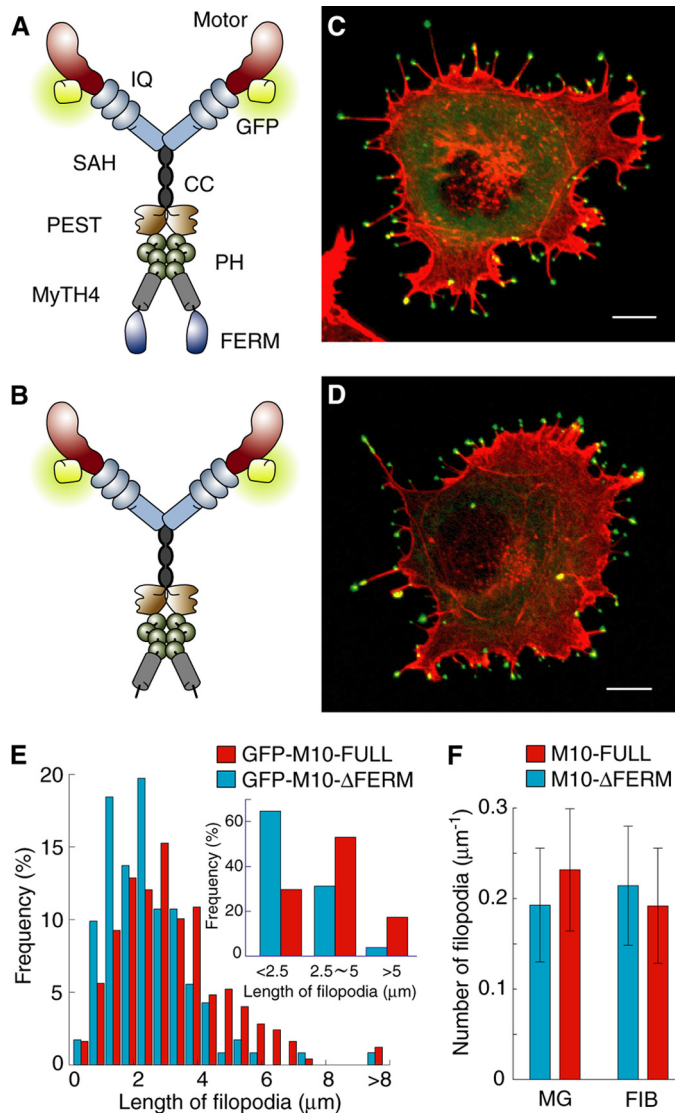 A
Motor
IQ
GFP
SAH
CC
PEST
PH
MyTH4
FERM
B
C
D
E
GFP-M10-FULL
GFP-M10-ΔFERM
Frequency (%)
20
15
10
5
0
0 2 4 6 8 >8
Length of filopodia (μm)
Frequency (%)
60
40
20
0
<2.5 2.5～5 >5
Length of filopodia (μm)
F
M10-FULL
M10-ΔFERM
Number of filopodia (μm⁻¹)
0.3
0.2
0.1
0
MG FIB